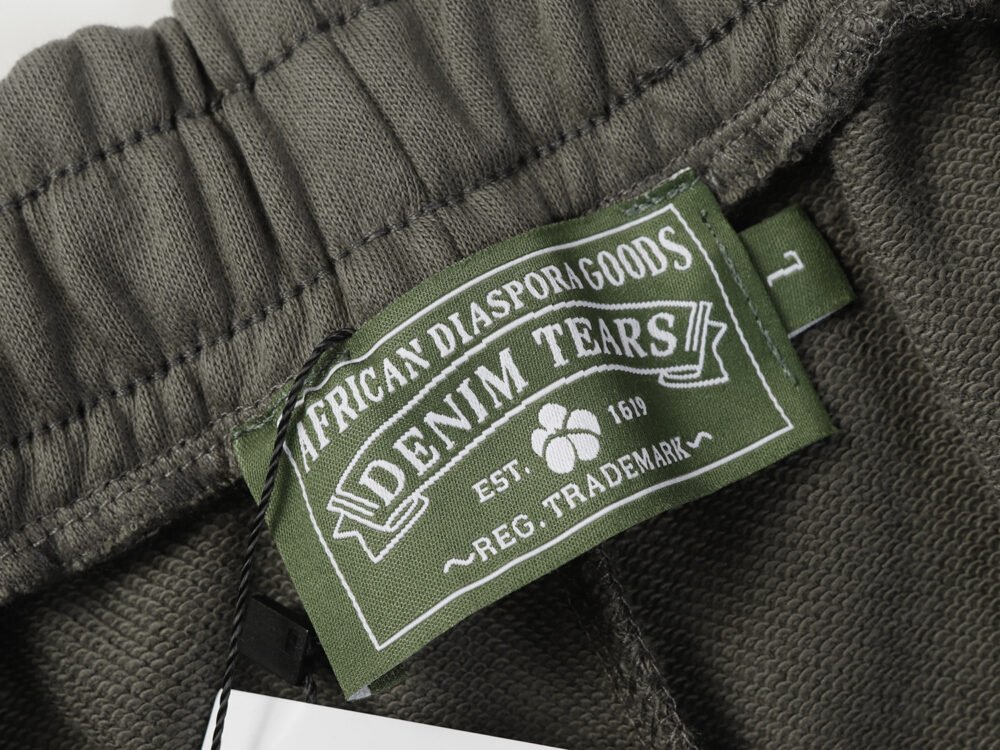 AFRICAN DIASPORA GOODS
DENIM TEARS
EST. 1619
~REG. TRADEMARK~
L